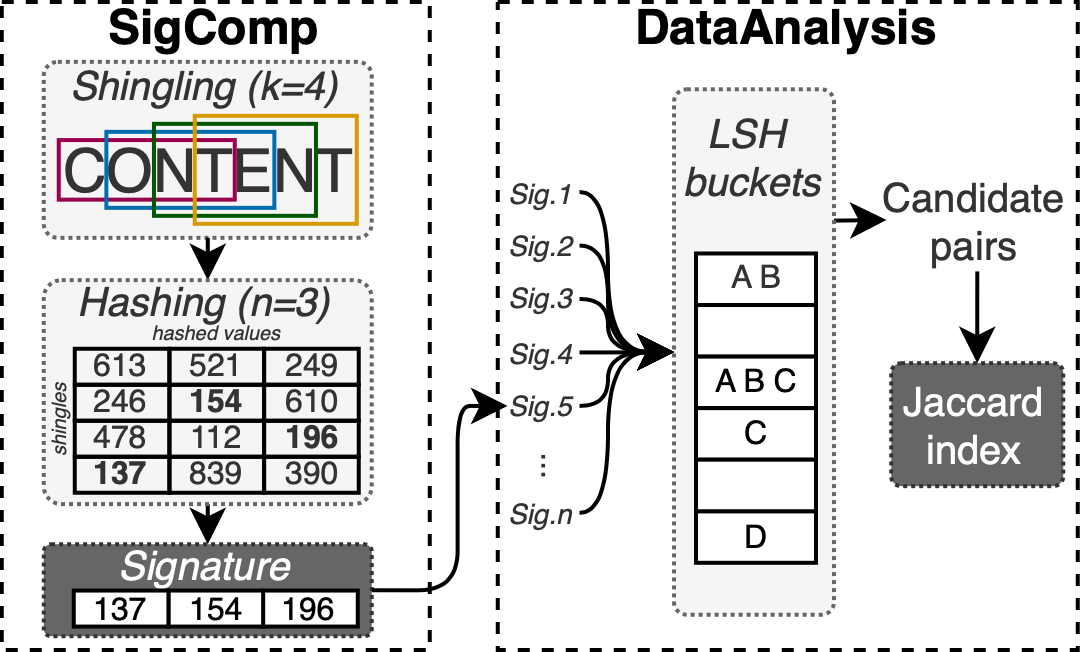 SigComp
Shingling (k=4)
CONTENT
Hashing (n=3)
hashed values
shingles
613 521 249
246 154 610
478 112 196
137 839 390
Signature
137 154 196
DataAnalysis
Sig.1
Sig.2
Sig.3
Sig.4
Sig.5
⋮
Sig.n
LSH
buckets
A B
A B C
C
D
Candidate
pairs
Jaccard
index